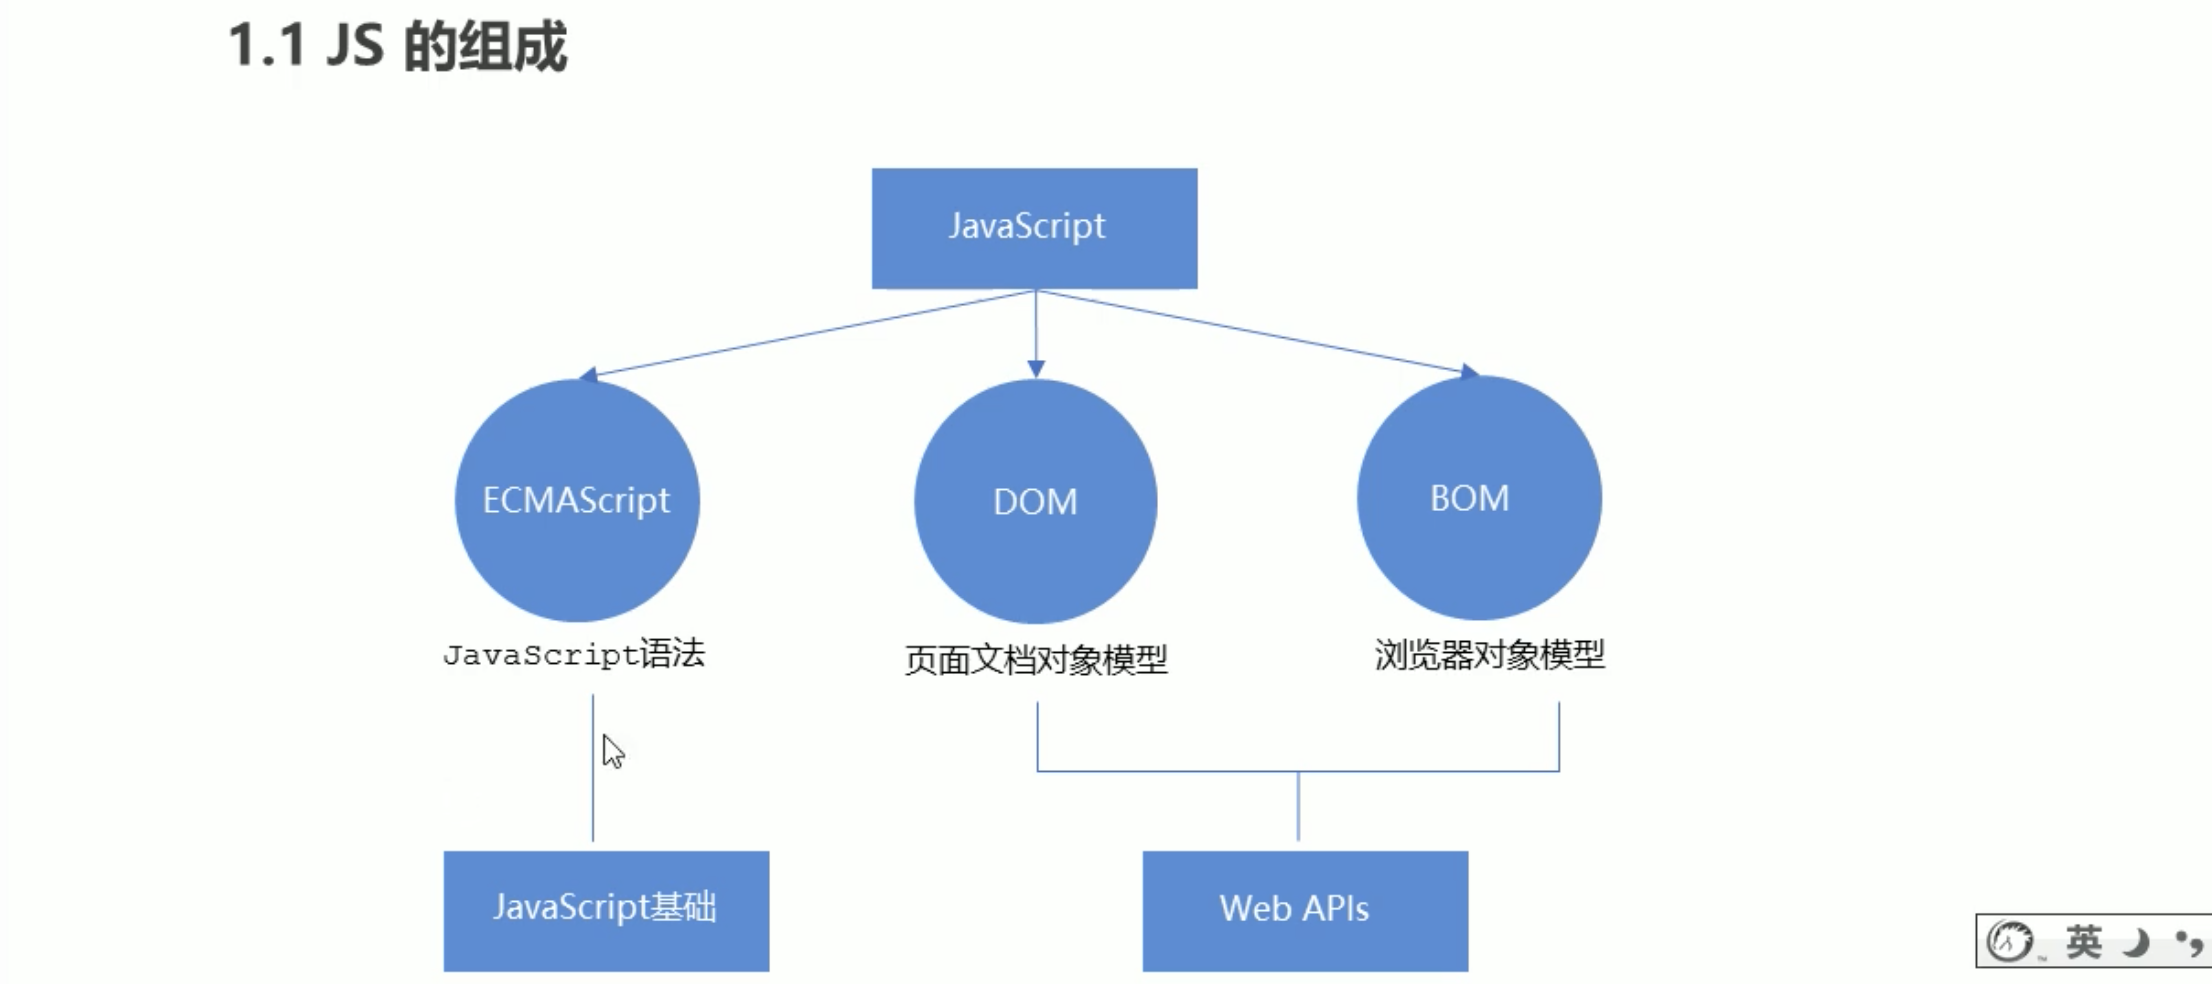 1.1 JS 的组成
JavaScript
ECMAScript
DOM
BOM
JavaScript语法
页面文档对象模型
浏览器对象模型
JavaScript基础
Web APIs
英